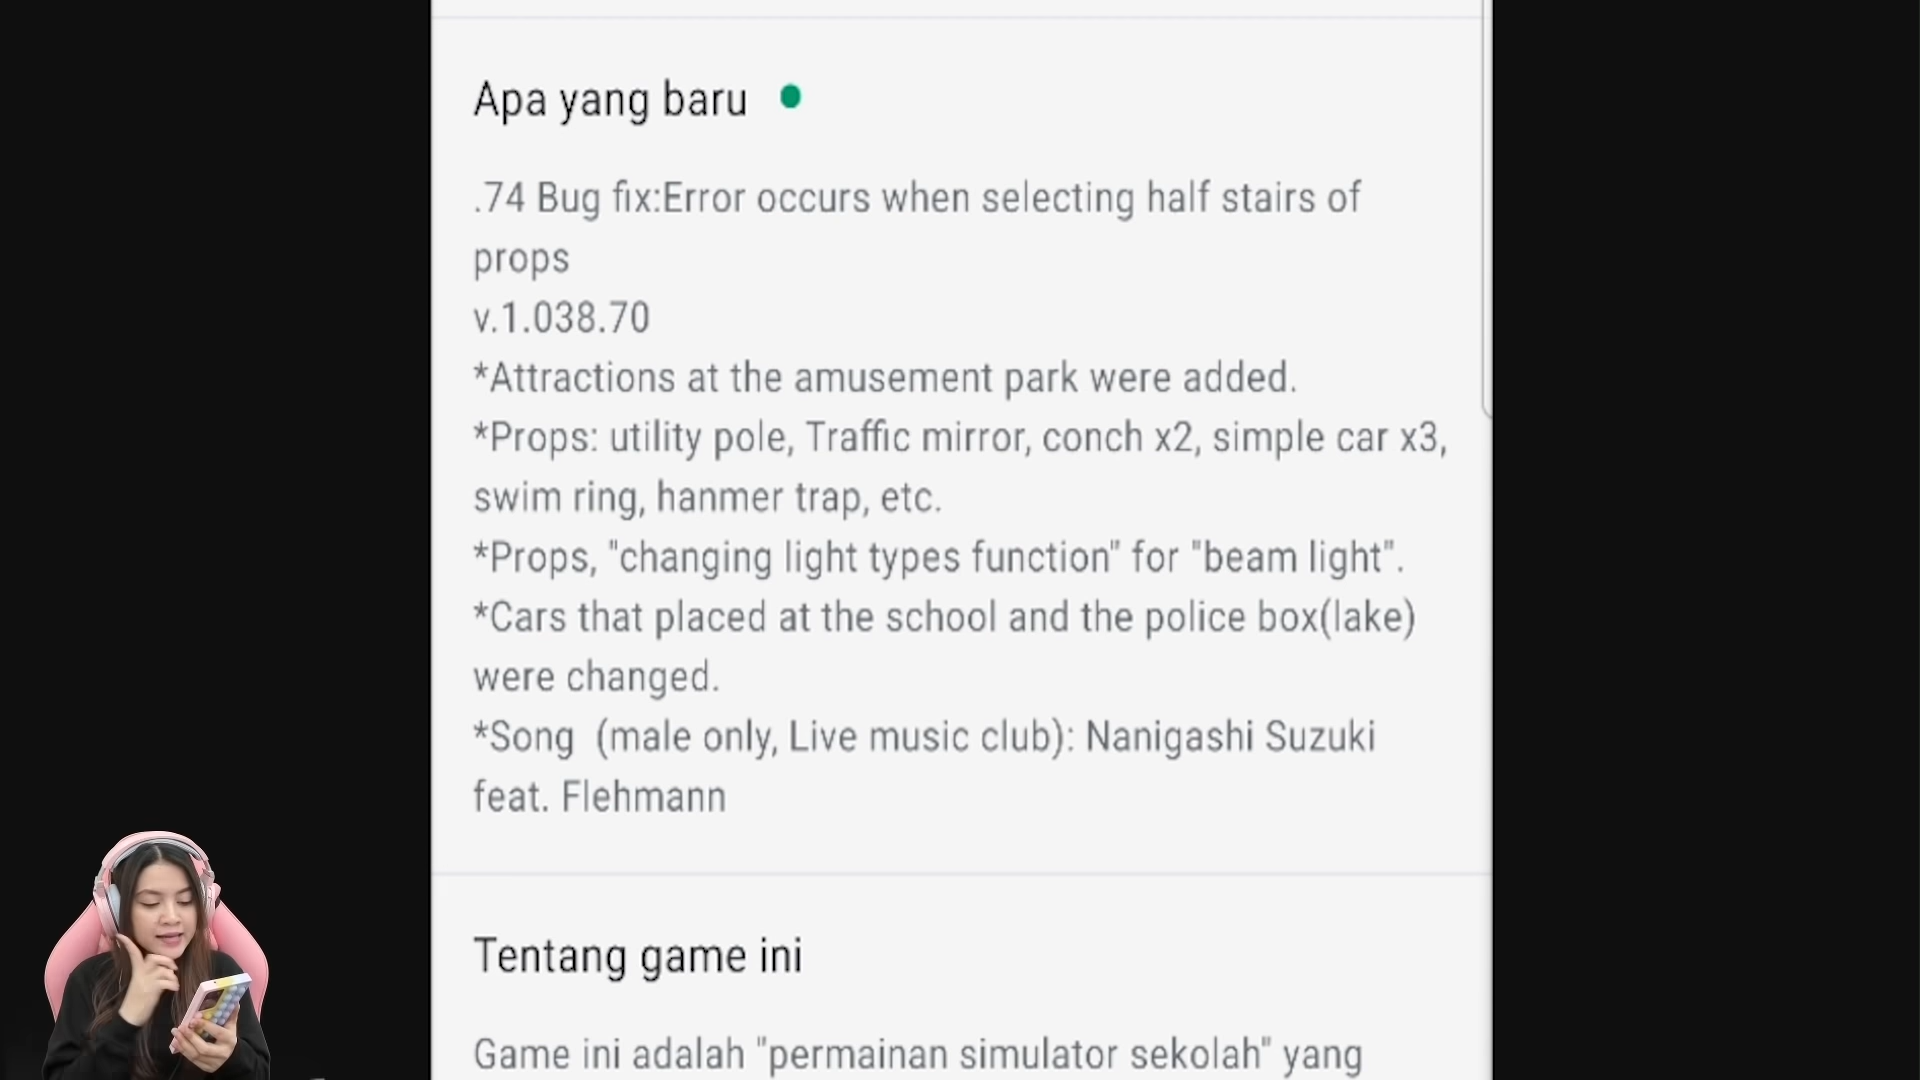 Apa yang baru
.74 Bug fix:Error occurs when selecting half stairs of
props
v.1.038.70
*Attractions at the amusement park were added.
*Props: utility pole, Traffic mirror, conch x2, simple car x3,
swim ring, hanmer trap, etc.
*Props, "changing light types function" for "beam light".
*Cars that placed at the school and the police box(lake)
were changed.
*Song  (male only, Live music club): Nanigashi Suzuki
feat. Flehmann
Tentang game ini
Game ini adalah "permainan simulator sekolah" yang